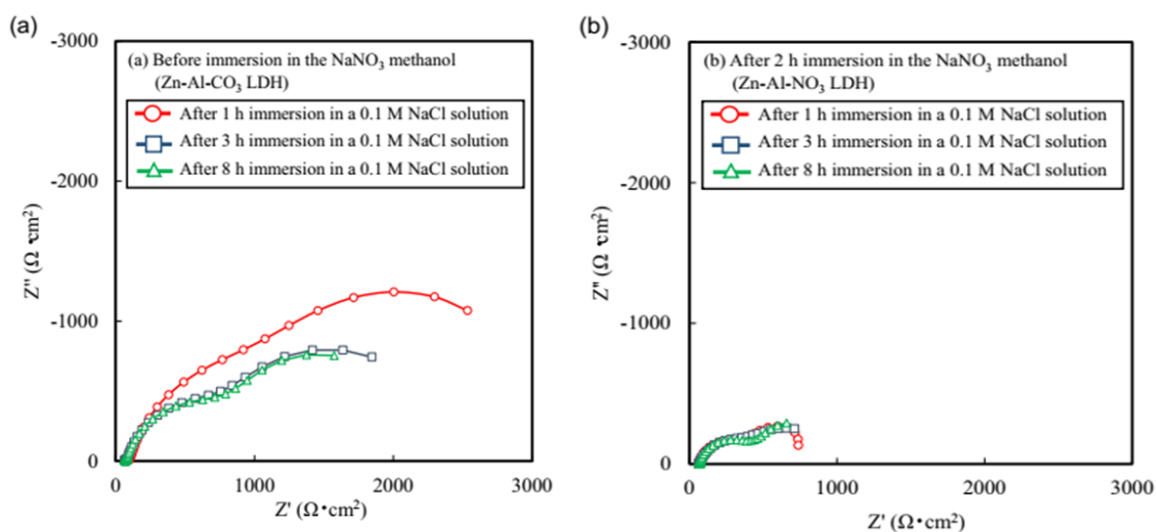 (a)
-3000
(a) Before immersion in the NaNO3 methanol
(Zn-Al-CO3 LDH)
After 1 h immersion in a 0.1 M NaCl solution
After 3 h immersion in a 0.1 M NaCl solution
After 8 h immersion in a 0.1 M NaCl solution
-2000
Z'' (Ω·cm²)
-1000
0
0
1000
2000
3000
Z' (Ω·cm²)
(b)
-3000
(b) After 2 h immersion in the NaNO3 methanol
(Zn-Al-NO3 LDH)
After 1 h immersion in a 0.1 M NaCl solution
After 3 h immersion in a 0.1 M NaCl solution
After 8 h immersion in a 0.1 M NaCl solution
-2000
Z'' (Ω·cm²)
-1000
0
0
1000
2000
3000
Z' (Ω·cm²)